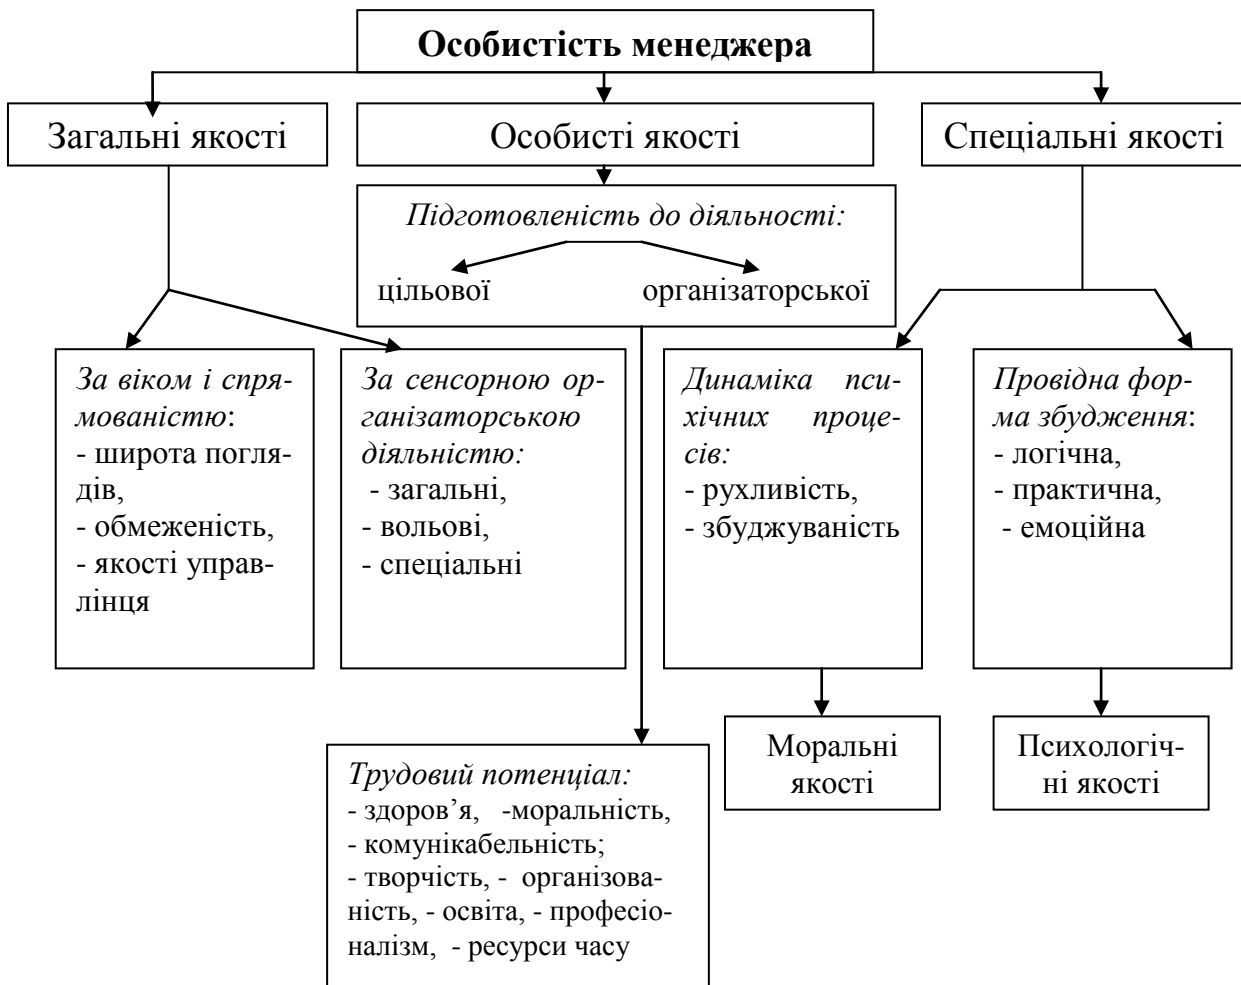 Особистість менеджера
Загальні якості
Особисті якості
Спеціальні якості
Підготовленість до діяльності:
цільової
організаторської
За віком і спря-
мованістю:
- широта погля-
дів,
- обмеженість,
- якості управ-
лінця
За сенсорною ор-
ганізаторською
діяльністю:
- загальні,
- вольові,
- спеціальні
Динаміка пси-
хічних проце-
сів:
- рухливість,
- збуджуваність
Провідна фор-
ма збудження:
- логічна,
- практична,
- емоційна
Моральні
якості
Психологіч-
ні якості
Трудовий потенціал:
- здоров’я, -моральність,
- комунікабельність;
- творчість, - організова-
ність, - освіта, - професіо-
налізм, - ресурси часу